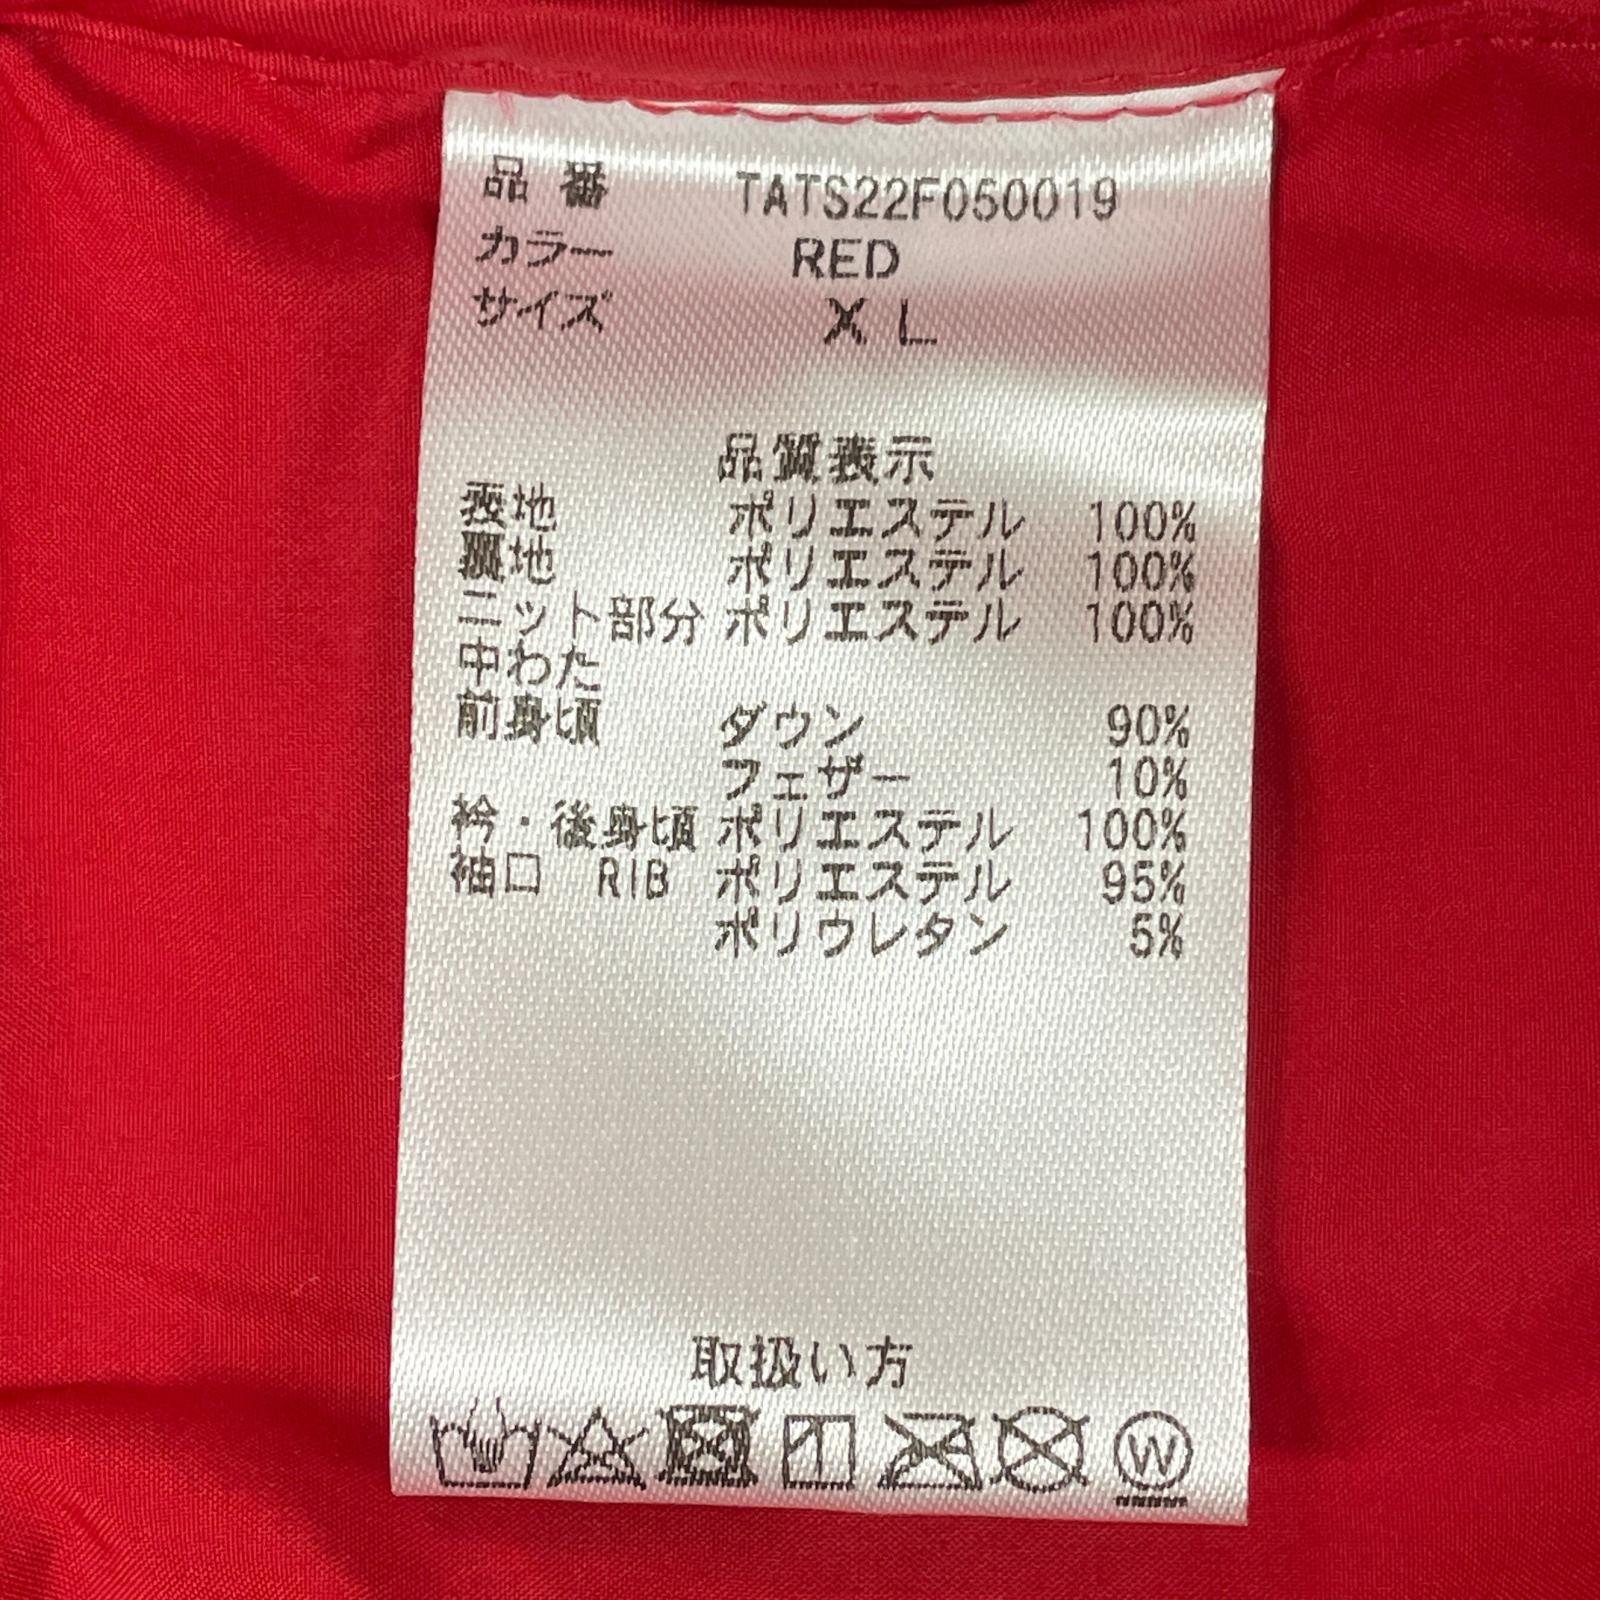 品番 TATS22F050019
カラー RED
サイズ XL
品質表示
表地 ポリエステル 100%
裏地 ポリエステル 100%
ニット部分 ポリエステル 100%
中わた
前身頃 ダウン 90%
フェザー 10%
衿・後身頃 ポリエステル 100%
袖口 RIB ポリエステル 95%
ポリウレタン 5%
取扱い方
W